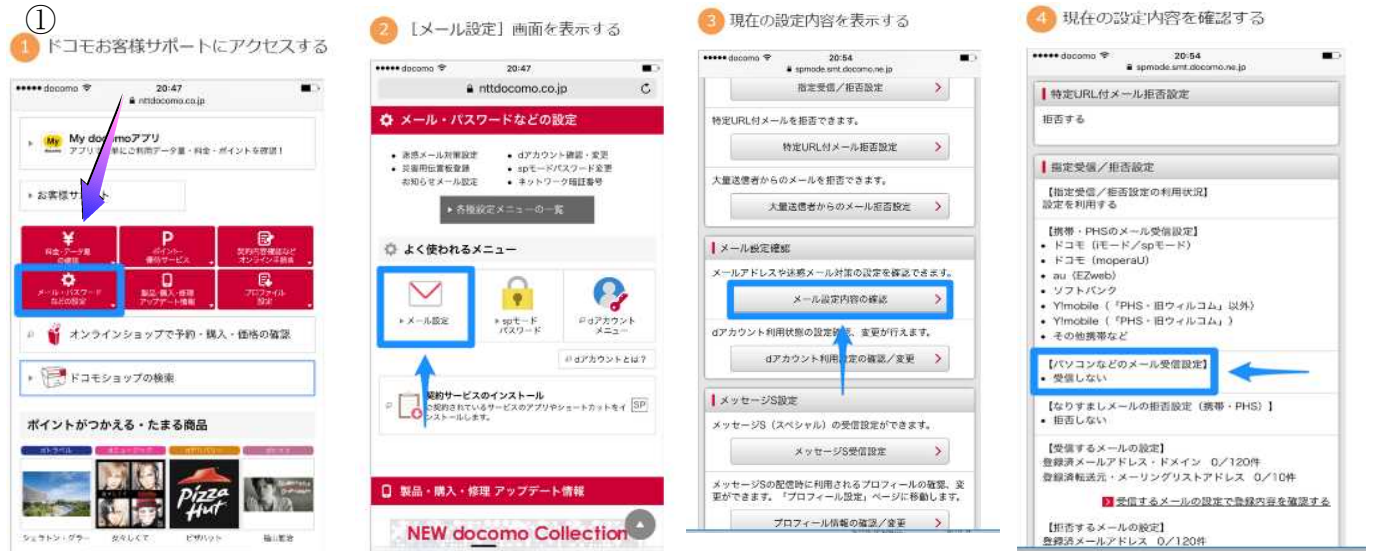 ①
1 ドコモお客様サポートにアクセスする
●●●●● docomo 20:47
nttdocomo.co.jp
My docomoアプリ
お客様サポート
¥
料金・データ量
の確認
P
ポイント・
優待サービス
契約内容確認など
オンライン手続き
メール・パスワード
などの設定
製品・購入・修理
アップデート情報
プロファイル
設定
オンラインショップで予約・購入・価格の確認
ドコモショップの検索
ポイントがつかえる・たまる商品
Pizza
Hut
シェラトン・グラー 女々しくて ピザハット 福山雅治
2 [メール設定] 画面を表示する
●●●●● docomo 20:47
nttdocomo.co.jp
メール・パスワードなどの設定
• 迷惑メール対策設定
• 災害用伝言板登録
お知らせメール設定
• dアカウント確認・変更
• spモードパスワード変更
• ネットワーク暗証番号
各種設定メニューの一覧
よく使われるメニュー
メール設定
spモード
パスワード
dアカウント
メニュー
dアカウントとは?
契約サービスのインストール
ご契約されているサービスのアプリやショートカットをイ
ンストールします。
SP
製品・購入・修理 アップデート情報
NEW docomo Collection
3 現在の設定内容を表示する
●●●●● docomo 20:54
spmode.smt.docomo.ne.jp
指定受信/拒否設定
特定URL付メールを拒否できます。
特定URL付メール拒否設定
大量送信者からのメールを拒否できます。
大量送信者からのメール拒否設定
メール設定確認
メールアドレスや迷惑メール対策の設定を確認できます。
メール設定内容の確認
dアカウント利用状態の設定確認、変更が行えます。
dアカウント利用設定の確認/変更
メッセージS設定
メッセージS(スペシャル)の受信設定ができます。
メッセージS受信設定
メッセージSの配信時に利用されるプロフィールの確認、変
更ができます。「プロフィール設定」ページに移動します。
プロフィール情報の確認/変更
4 現在の設定内容を確認する
●●●●● docomo 20:54
spmode.smt.docomo.ne.jp
特定URL付メール拒否設定
拒否する
指定受信/拒否設定
【指定受信/拒否設定の利用状況】
設定を利用する
【携帯・PHSのメール受信設定】
• ドコモ(iモード/spモード)
• ドコモ(moperaU)
• au(EZweb)
• ソフトバンク
• Y!mobile(「PHS・旧ウィルコム」以外)
• Y!mobile(「PHS・旧ウィルコム」)
• その他携帯など
【パソコンなどのメール受信設定】
• 受信しない
【なりすましメールの拒否設定(携帯・PHS)】
• 拒否しない
【受信するメールの設定】
登録済メールアドレス・ドメイン 0/120件
登録済転送元・メーリングリストアドレス 0/10件
受信するメールの設定で登録内容を確認する
【拒否するメールの設定】
登録済メールアドレス 0/120件